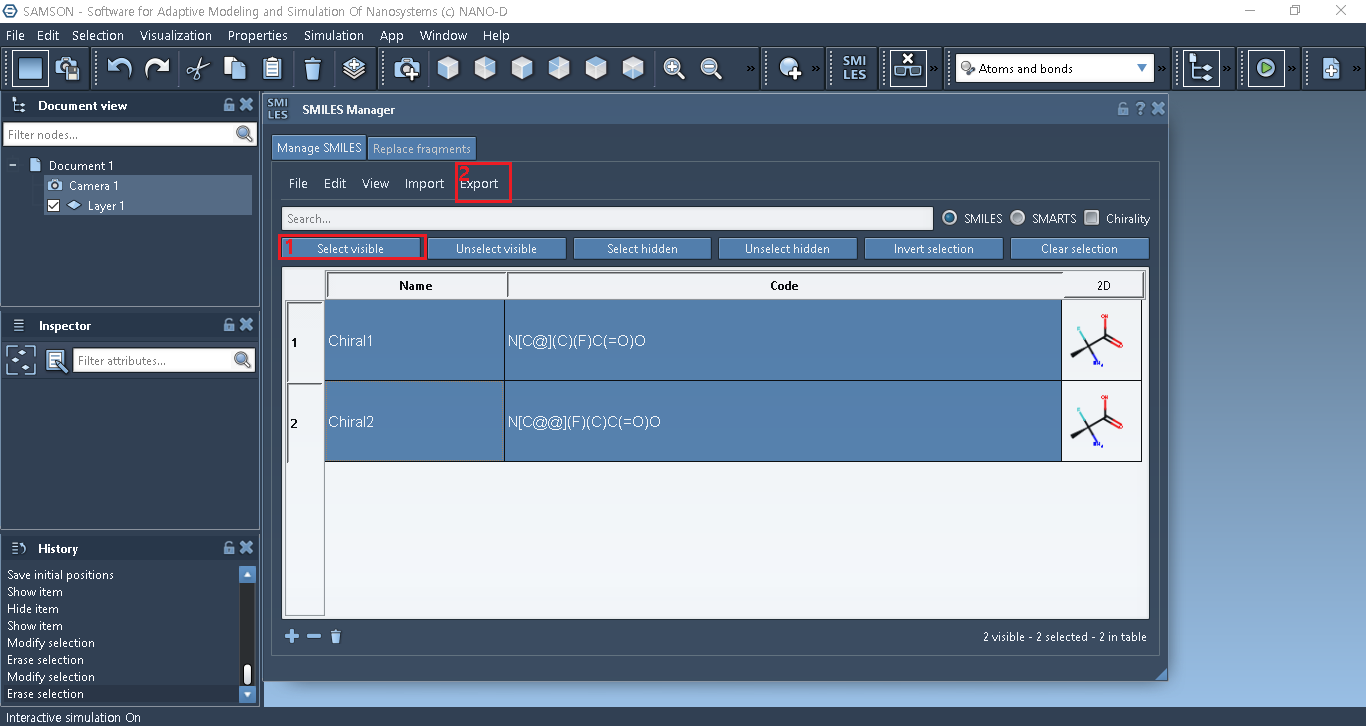 SAMSON - Software for Adaptive Modeling and Simulation Of Nanosystems (c) NANO-D
File Edit Selection Visualization Properties Simulation App Window Help
SMI
LES
Atoms and bonds
Document view
Filter nodes...
Document 1
Camera 1
Layer 1
Inspector
Filter attributes...
History
Save initial positions
Show item
Hide item
Show item
Modify selection
Erase selection
Modify selection
Erase selection
SMI
LES
SMILES Manager
?
Manage SMILES Replace fragments
2
File Edit View Import Export
Search... SMILES SMARTS Chirality
1 Select visible Unselect visible Select hidden Unselect hidden Invert selection Clear selection
Name Code 2D
1 Chiral1 N[C@](C)(F)C(=O)O
2 Chiral2 N[C@@](F)(C)C(=O)O
2 visible - 2 selected - 2 in table
Interactive simulation On